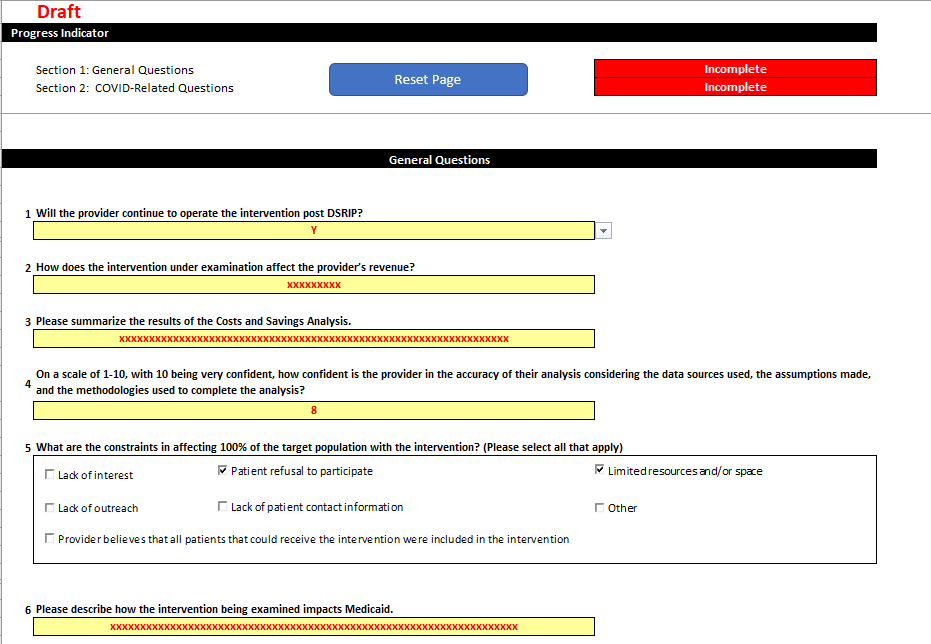 Draft
Progress Indicator
Section 1: General Questions
Incomplete
Reset Page
Section 2: COVID-Related Questions
Incomplete
General Questions
1 Will the provider continue to operate the intervention post DSRIP?
Y
2 How does the intervention under examination affect the provider's revenue?
xxxxxxxxx
3 Please summarize the results of the Costs and Savings Analysis.
xxxxxxxxxxxxxxxxxxxxxxxxxxxxxxxxxxxxxxxxxxxxxxxxxxxxxxxxxxxxxxxxx
4 On a scale of 1-10, with 10 being very confident, how confident is the provider in the accuracy of their analysis considering the data sources used, the assumptions made,
and the methodologies used to complete the analysis?
8
5 What are the constraints in affecting 100% of the target population with the intervention? (Please select all that apply)
Lack of interest
Patient refusal to participate
Limited resources and/or space
Lack of outreach
Lack of patient contact information
Other
Provider believes that all patients that could receive the intervention were included in the intervention
6 Please describe how the intervention being examined impacts Medicaid.
xxxxxxxxxxxxxxxxxxxxxxxxxxxxxxxxxxxxxxxxxxxxxxxxxxxxxxxxxxxxxxxxxxxx